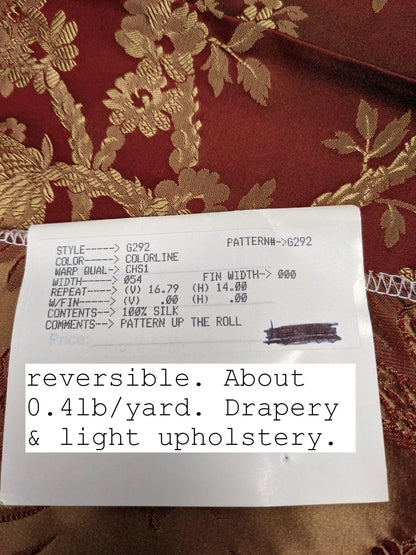 STYLE-----> G292 PATTERN#->G292
COLOR-----> COLORLINE
WARP QUAL-> CHS1
WIDTH-----> 054 FIN WIDTH-> 000
REPEAT----> (V) 16.79 (H) 14.00
W/FIN-----> (V) .00 (H) .00
CONTENTS--> 100% SILK
COMMENTS--> PATTERN UP THE ROLL
Price:
reversible. About
0.4lb/yard. Drapery
& light upholstery.